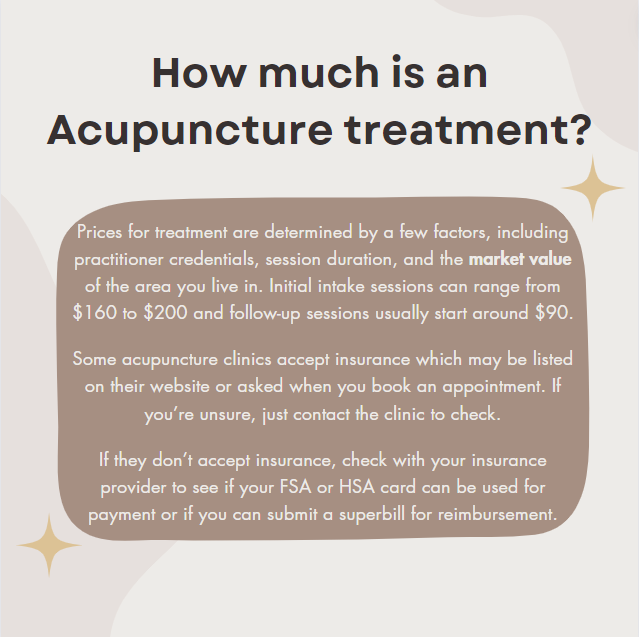 How much is an
Acupuncture treatment?
Prices for treatment are determined by a few factors, including
practitioner credentials, session duration, and the market value
of the area you live in. Initial intake sessions can range from
$160 to $200 and follow-up sessions usually start around $90.
Some acupuncture clinics accept insurance which may be listed
on their website or asked when you book an appointment. If
you're unsure, just contact the clinic to check.
If they don't accept insurance, check with your insurance
provider to see if your FSA or HSA card can be used for
payment or if you can submit a superbill for reimbursement.